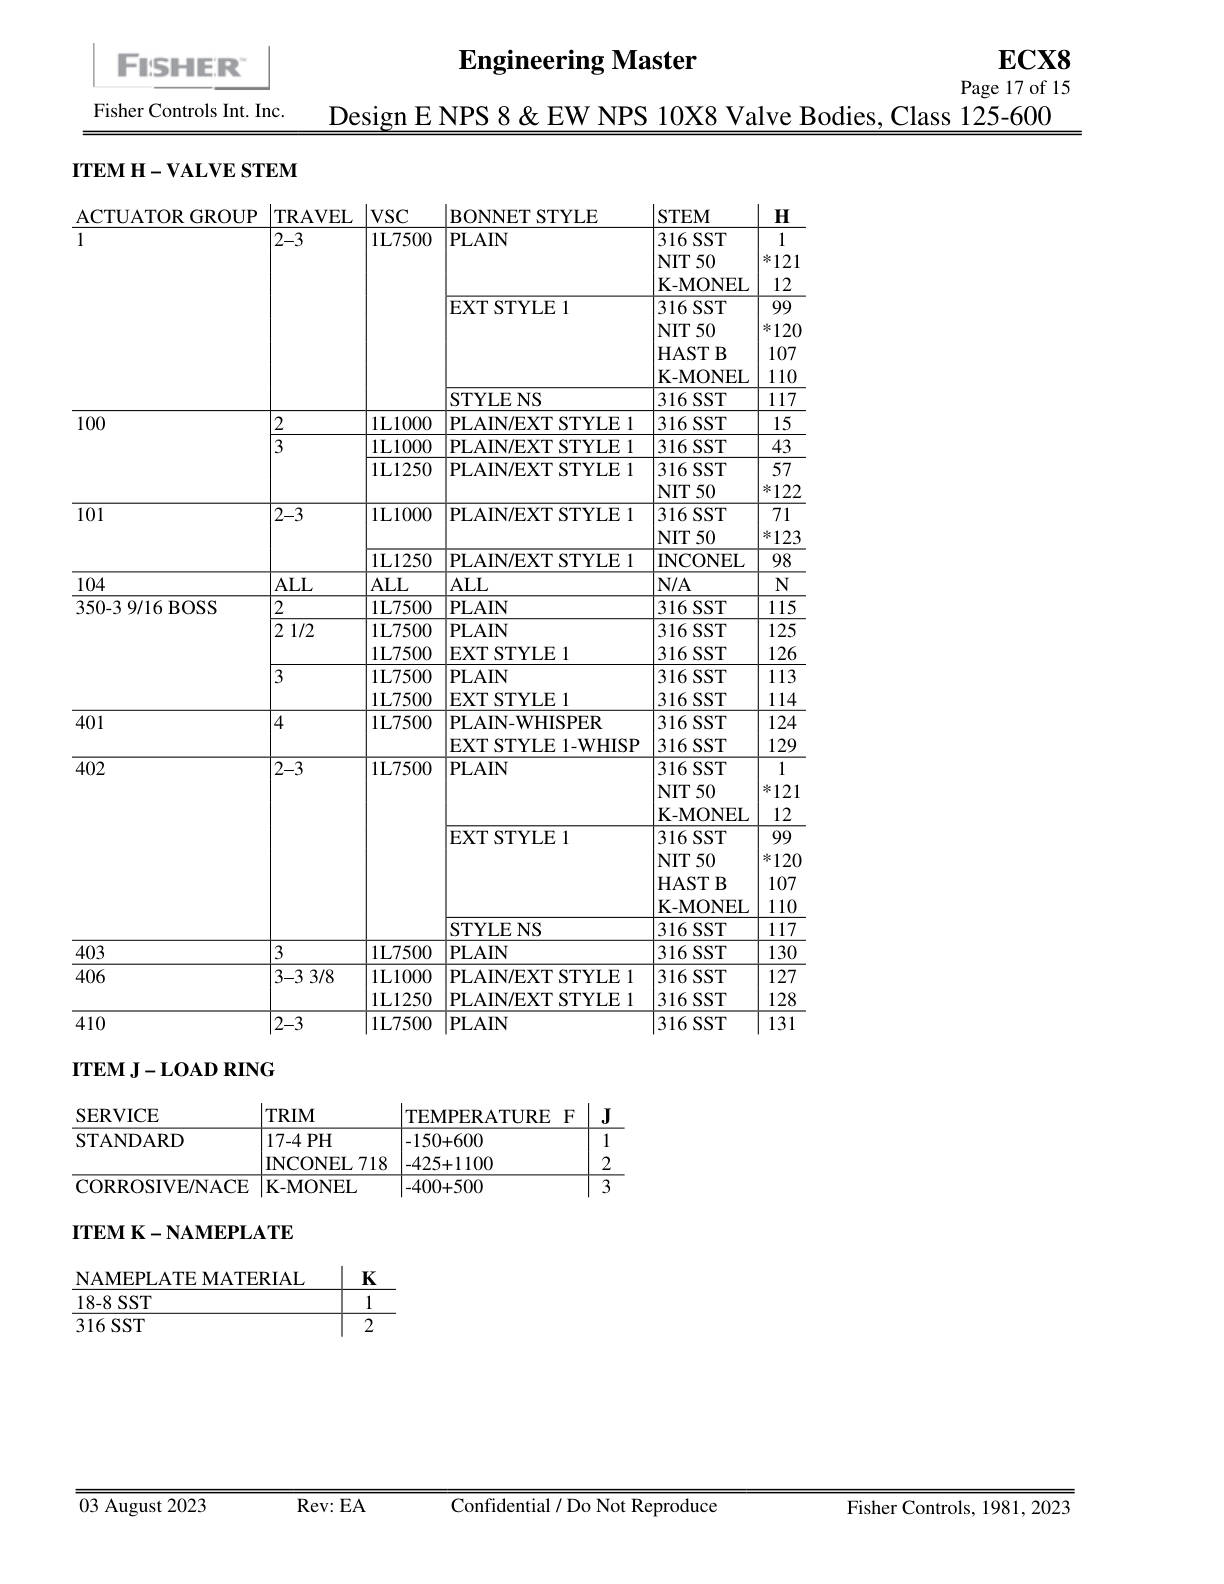 FISHER™ Engineering Master ECX8
Page 17 of 15
Fisher Controls Int. Inc. Design E NPS 8 & EW NPS 10X8 Valve Bodies, Class 125-600
ITEM H – VALVE STEM
ACTUATOR GROUP TRAVEL VSC BONNET STYLE STEM H
1 2–3 1L7500 PLAIN 316 SST 1
NIT 50 *121
K-MONEL 12
EXT STYLE 1 316 SST 99
NIT 50 *120
HAST B 107
K-MONEL 110
STYLE NS 316 SST 117
100 2 1L1000 PLAIN/EXT STYLE 1 316 SST 15
3 1L1000 PLAIN/EXT STYLE 1 316 SST 43
1L1250 PLAIN/EXT STYLE 1 316 SST 57
NIT 50 *122
101 2–3 1L1000 PLAIN/EXT STYLE 1 316 SST 71
NIT 50 *123
1L1250 PLAIN/EXT STYLE 1 INCONEL 98
104 ALL ALL ALL N/A N
350-3 9/16 BOSS 2 1L7500 PLAIN 316 SST 115
2 1/2 1L7500 PLAIN 316 SST 125
1L7500 EXT STYLE 1 316 SST 126
3 1L7500 PLAIN 316 SST 113
1L7500 EXT STYLE 1 316 SST 114
401 4 1L7500 PLAIN-WHISPER 316 SST 124
EXT STYLE 1-WHISP 316 SST 129
402 2–3 1L7500 PLAIN 316 SST 1
NIT 50 *121
K-MONEL 12
EXT STYLE 1 316 SST 99
NIT 50 *120
HAST B 107
K-MONEL 110
STYLE NS 316 SST 117
403 3 1L7500 PLAIN 316 SST 130
406 3–3 3/8 1L1000 PLAIN/EXT STYLE 1 316 SST 127
1L1250 PLAIN/EXT STYLE 1 316 SST 128
410 2–3 1L7500 PLAIN 316 SST 131
ITEM J – LOAD RING
SERVICE TRIM TEMPERATURE F J
STANDARD 17-4 PH -150+600 1
INCONEL 718 -425+1100 2
CORROSIVE/NACE K-MONEL -400+500 3
ITEM K – NAMEPLATE
NAMEPLATE MATERIAL K
18-8 SST 1
316 SST 2
03 August 2023 Rev: EA Confidential / Do Not Reproduce Fisher Controls, 1981, 2023